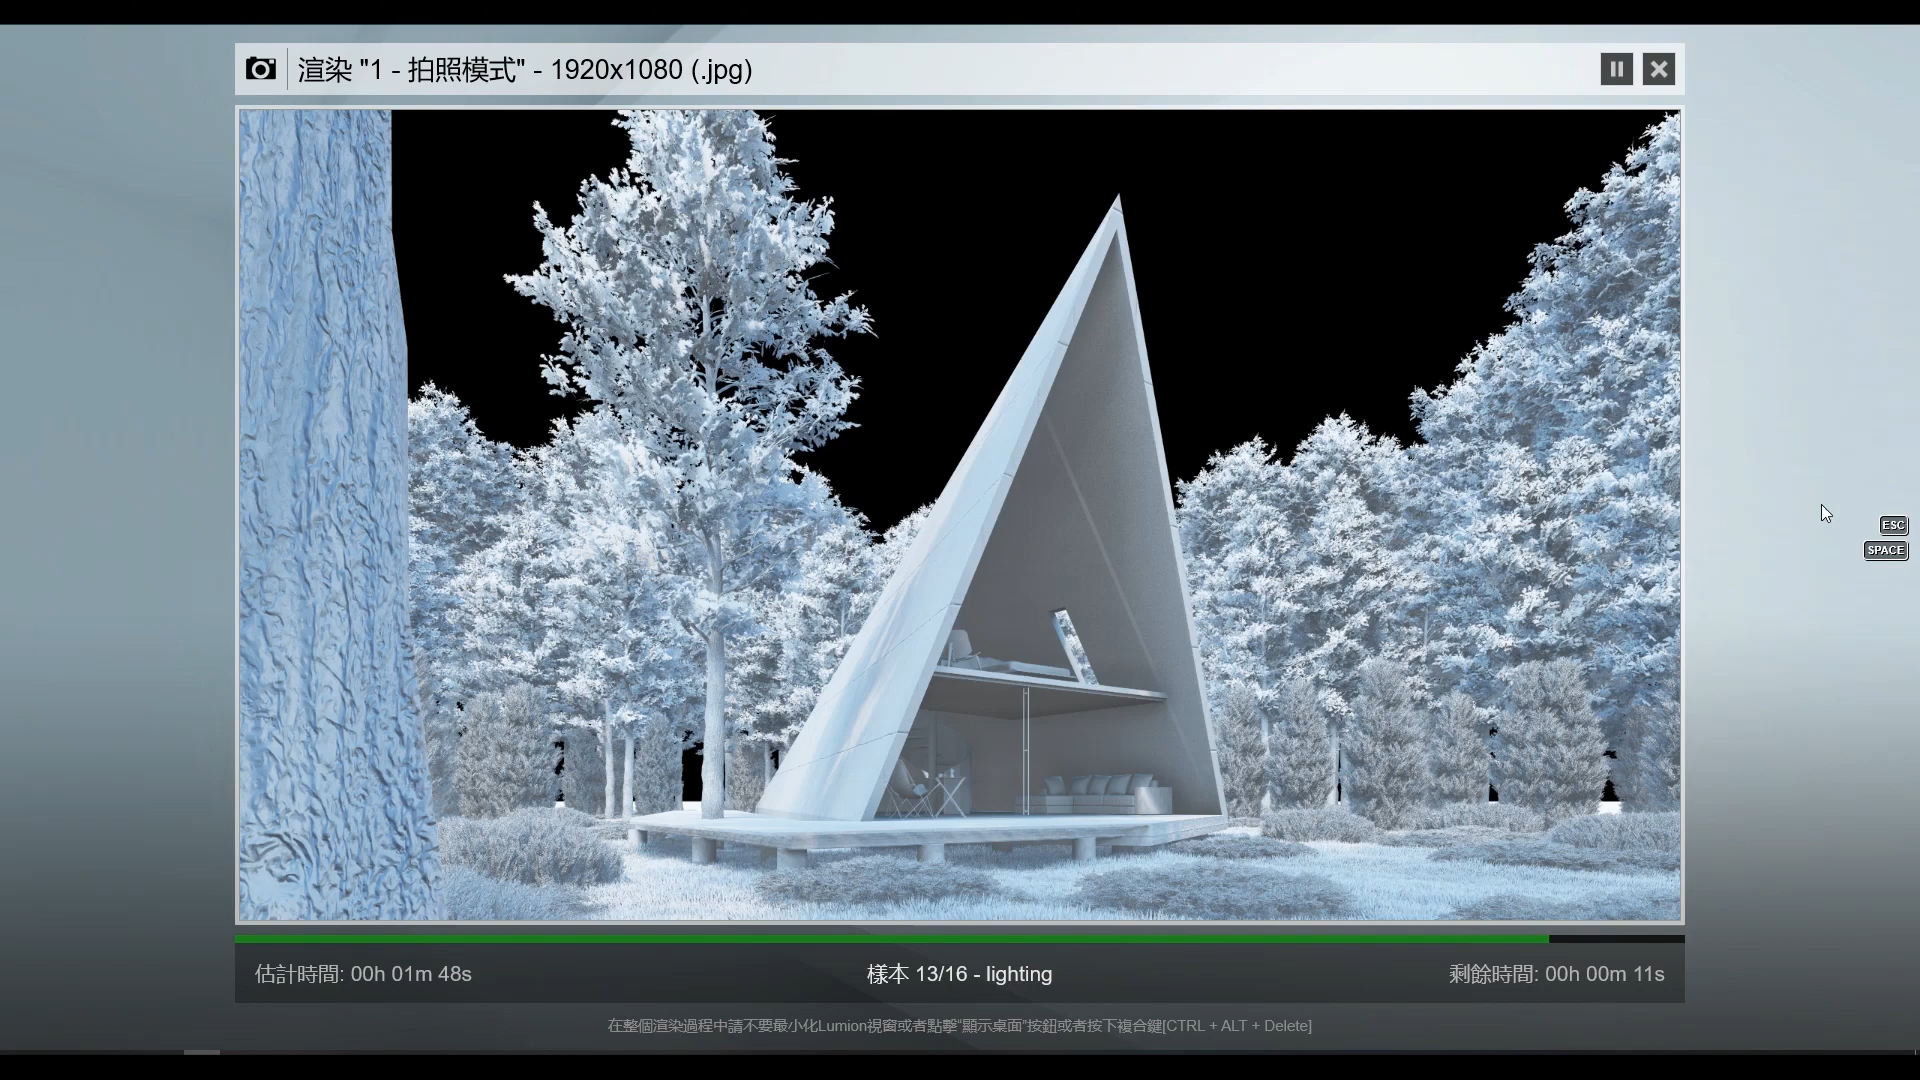 渲染 "1 - 拍照模式" - 1920x1080 (.jpg)
ESC
SPACE
估計時間: 00h 01m 48s
樣本 13/16 - lighting
剩餘時間: 00h 00m 11s
在整個渲染過程中請不要最小化Lumion視窗或者點擊“顯示桌面”按鈕或者按下複合鍵[CTRL + ALT + Delete]